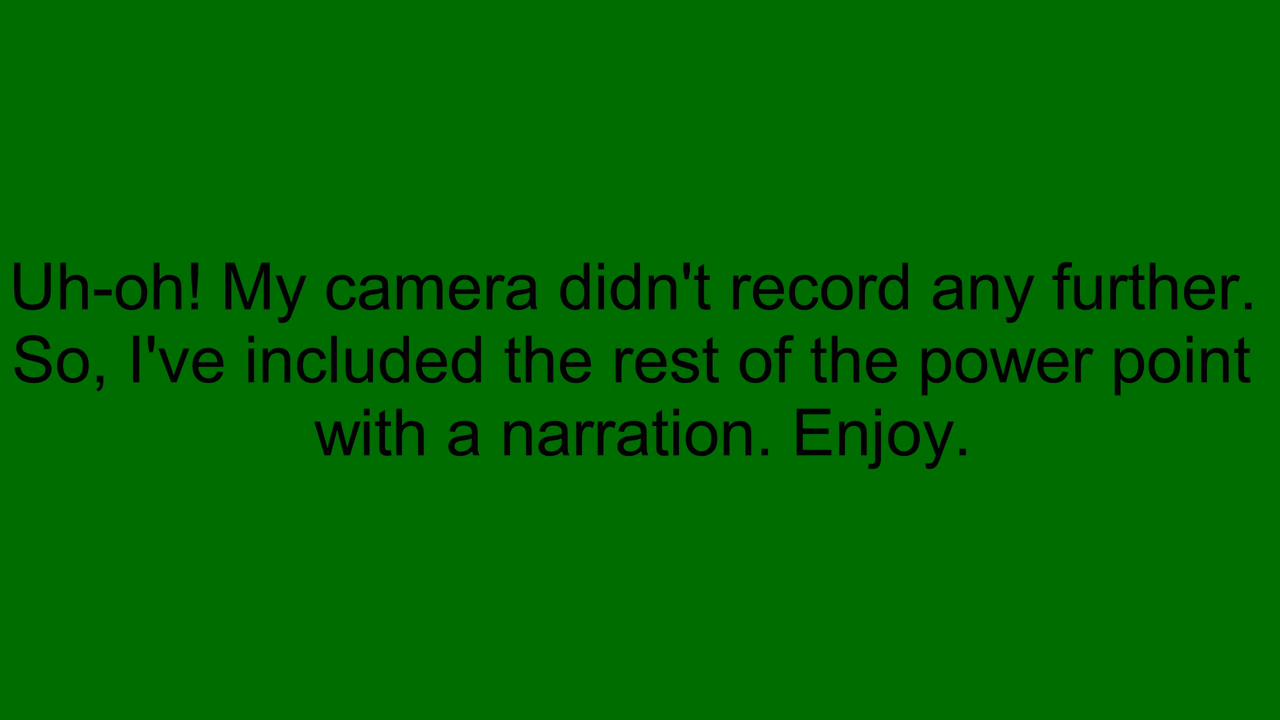 Uh-oh! My camera didn't record any further.
So, I've included the rest of the power point
with a narration. Enjoy.